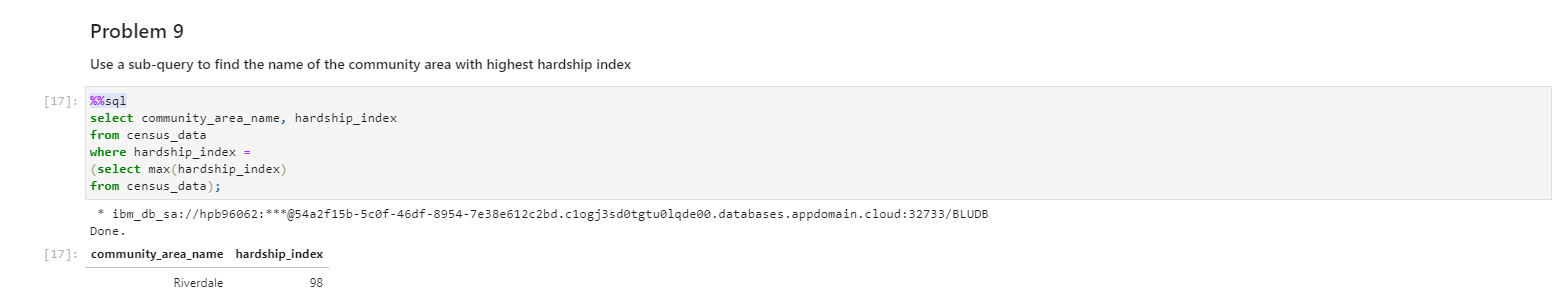 Problem 9
Use a sub-query to find the name of the community area with highest hardship index
[17]: %%sql
select community_area_name, hardship_index
from census_data
where hardship_index =
(select max(hardship_index)
from census_data);
* ibm_db_sa://hpb96062:***@54a2f15b-5c0f-46df-8954-7e38e612c2bd.c1ogj3sd0tgtu0lqde00.databases.appdomain.cloud:32733/BLUDB
Done.
[17]: community_area_name hardship_index
Riverdale 98